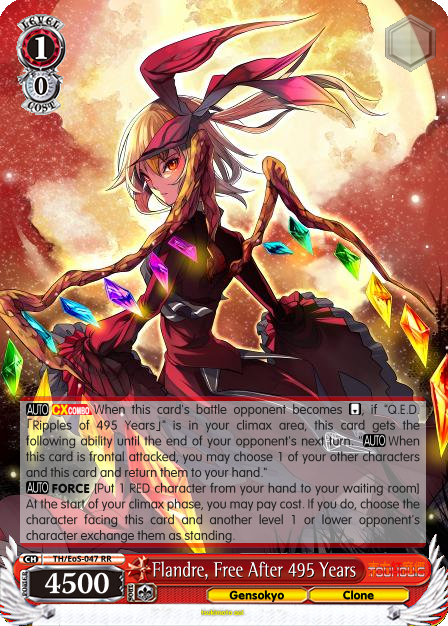 LEVEL
1
0
COST
AUTO CXCOMBO When this card's battle opponent becomes, if "Q.E.D.
「Ripples of 495 Years」" is in your climax area, this card gets the
following ability until the end of your opponent's next turn. "AUTO When
this card is frontal attacked, you may choose 1 of your other characters
and this card and return them to your hand."
AUTO FORCE [Put 1 RED character from your hand to your waiting room]
At the start of your climax phase, you may pay cost. If you do, choose the
character facing this card and another level 1 or lower opponent's
character exchange them as standing.
CH TH/EoS-047 RR
POWER 4500 SOUL
Flandre, Free After 495 Years
Gensokyo Clone